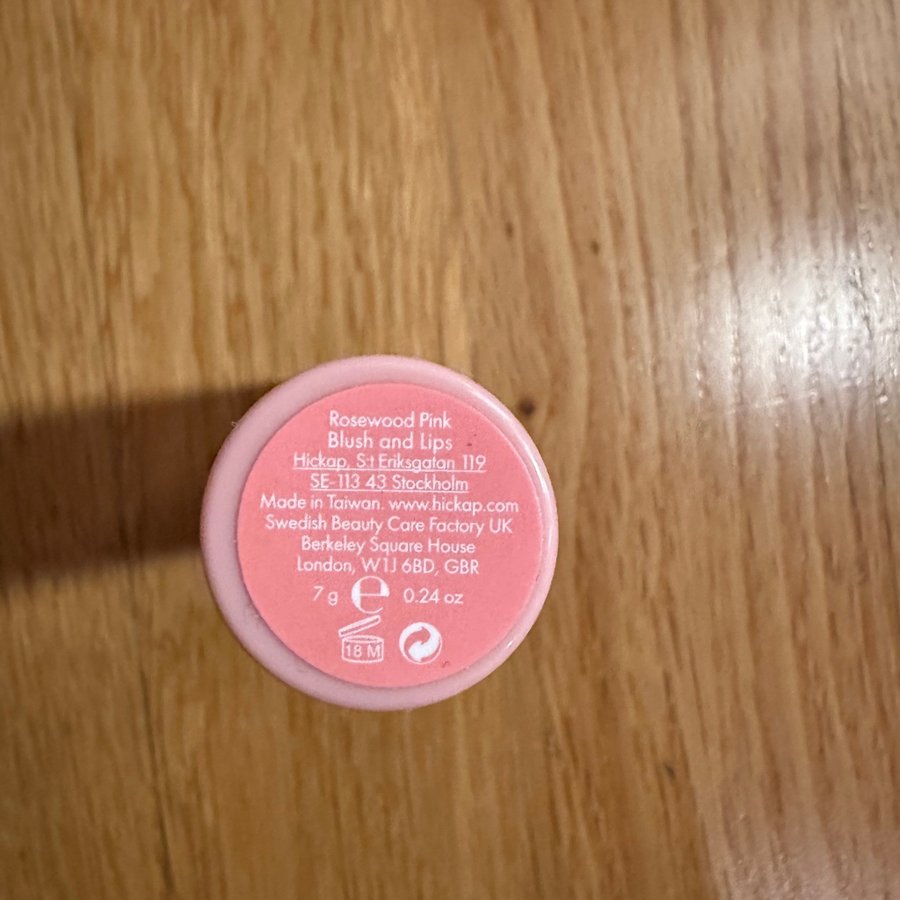 Rosewood Pink
Blush and Lips
Hickap, S:t Eriksgatan 119
SE-113 43 Stockholm
Made in Taiwan. www.hickap.com
Swedish Beauty Care Factory UK
Berkeley Square House
London, W1J 6BD, GBR
7 g e 0.24 oz
18 M